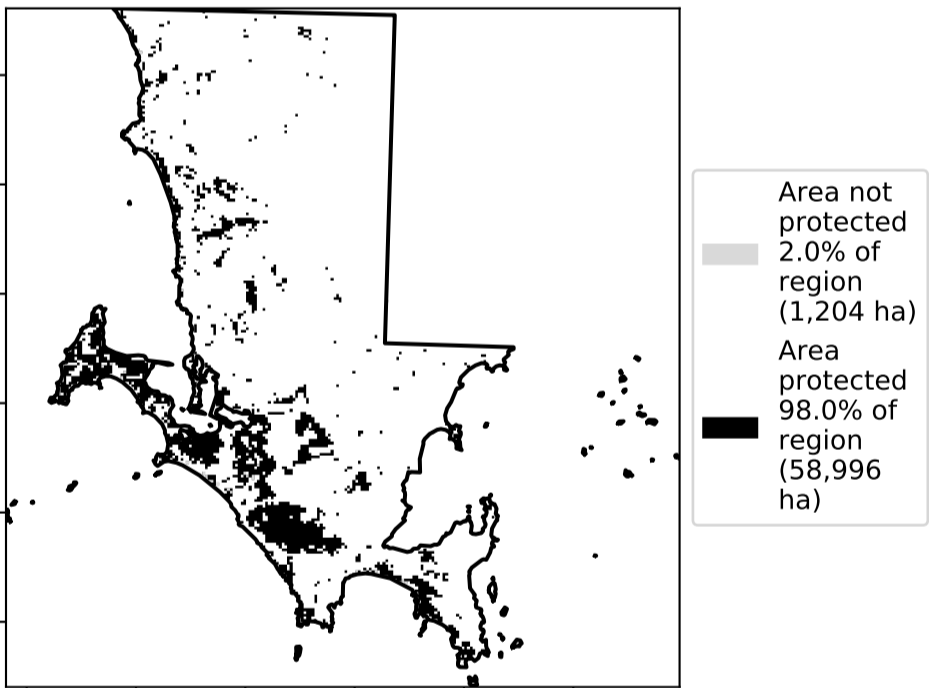 Area not
protected
2.0% of
region
(1,204 ha)
Area
protected
98.0% of
region
(58,996
ha)